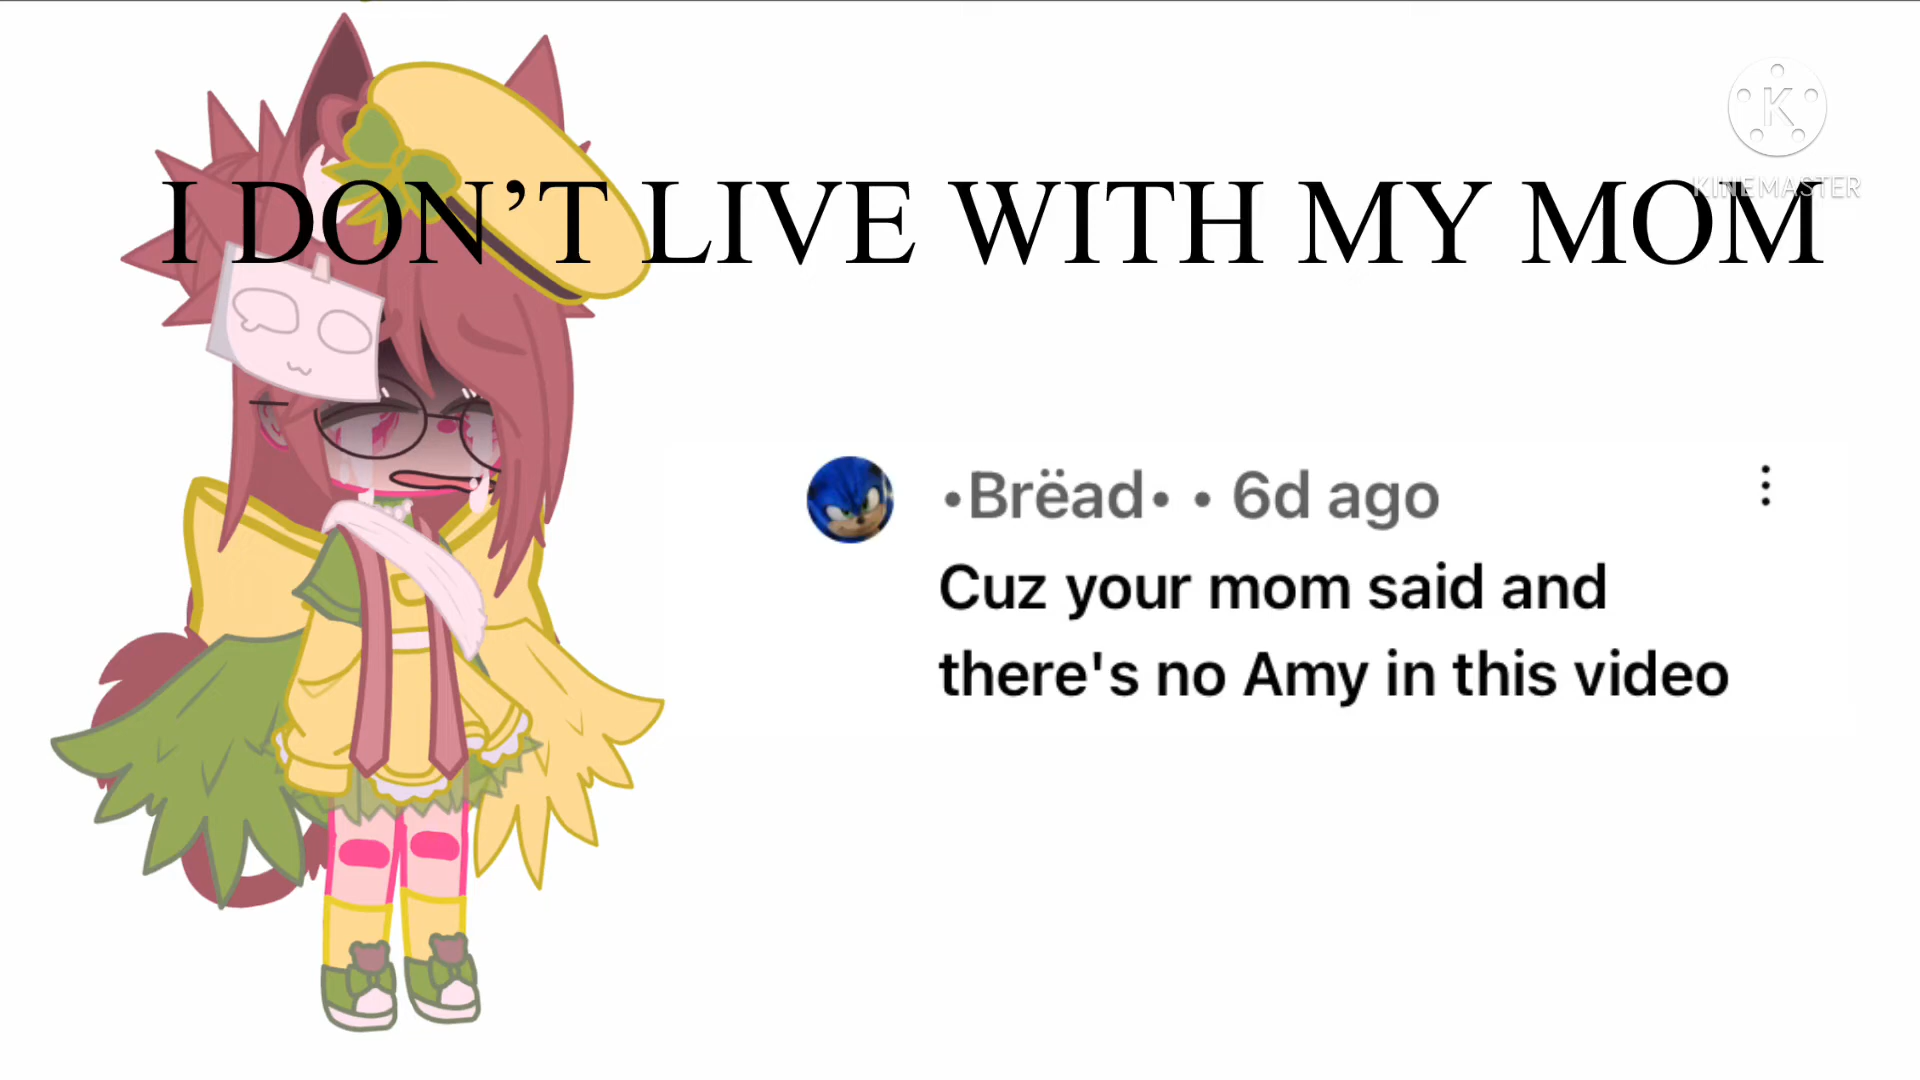 I DON’T LIVE WITH MY MOM
K
KINEMASTER
•Brëad• • 6d ago
Cuz your mom said and
there's no Amy in this video